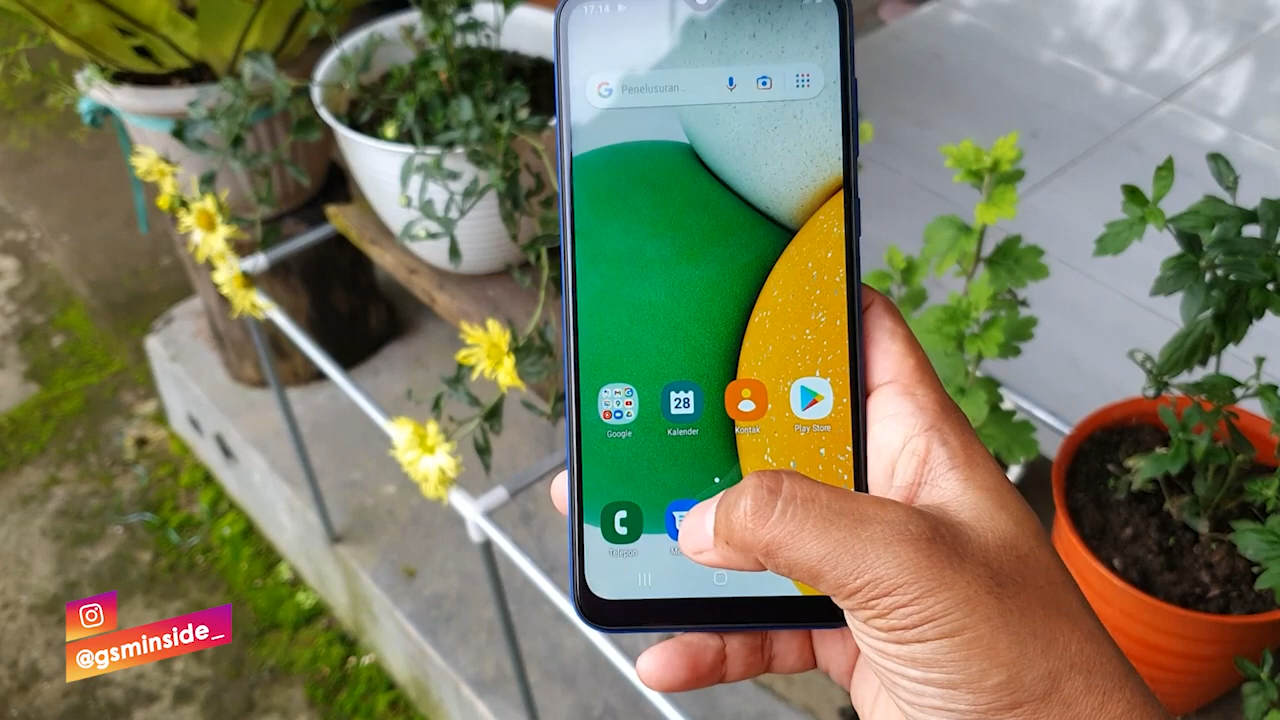 17.14
Penelusuran...
Google
28
Kalender
Kontak
Play Store
Telepon
@gsminside_